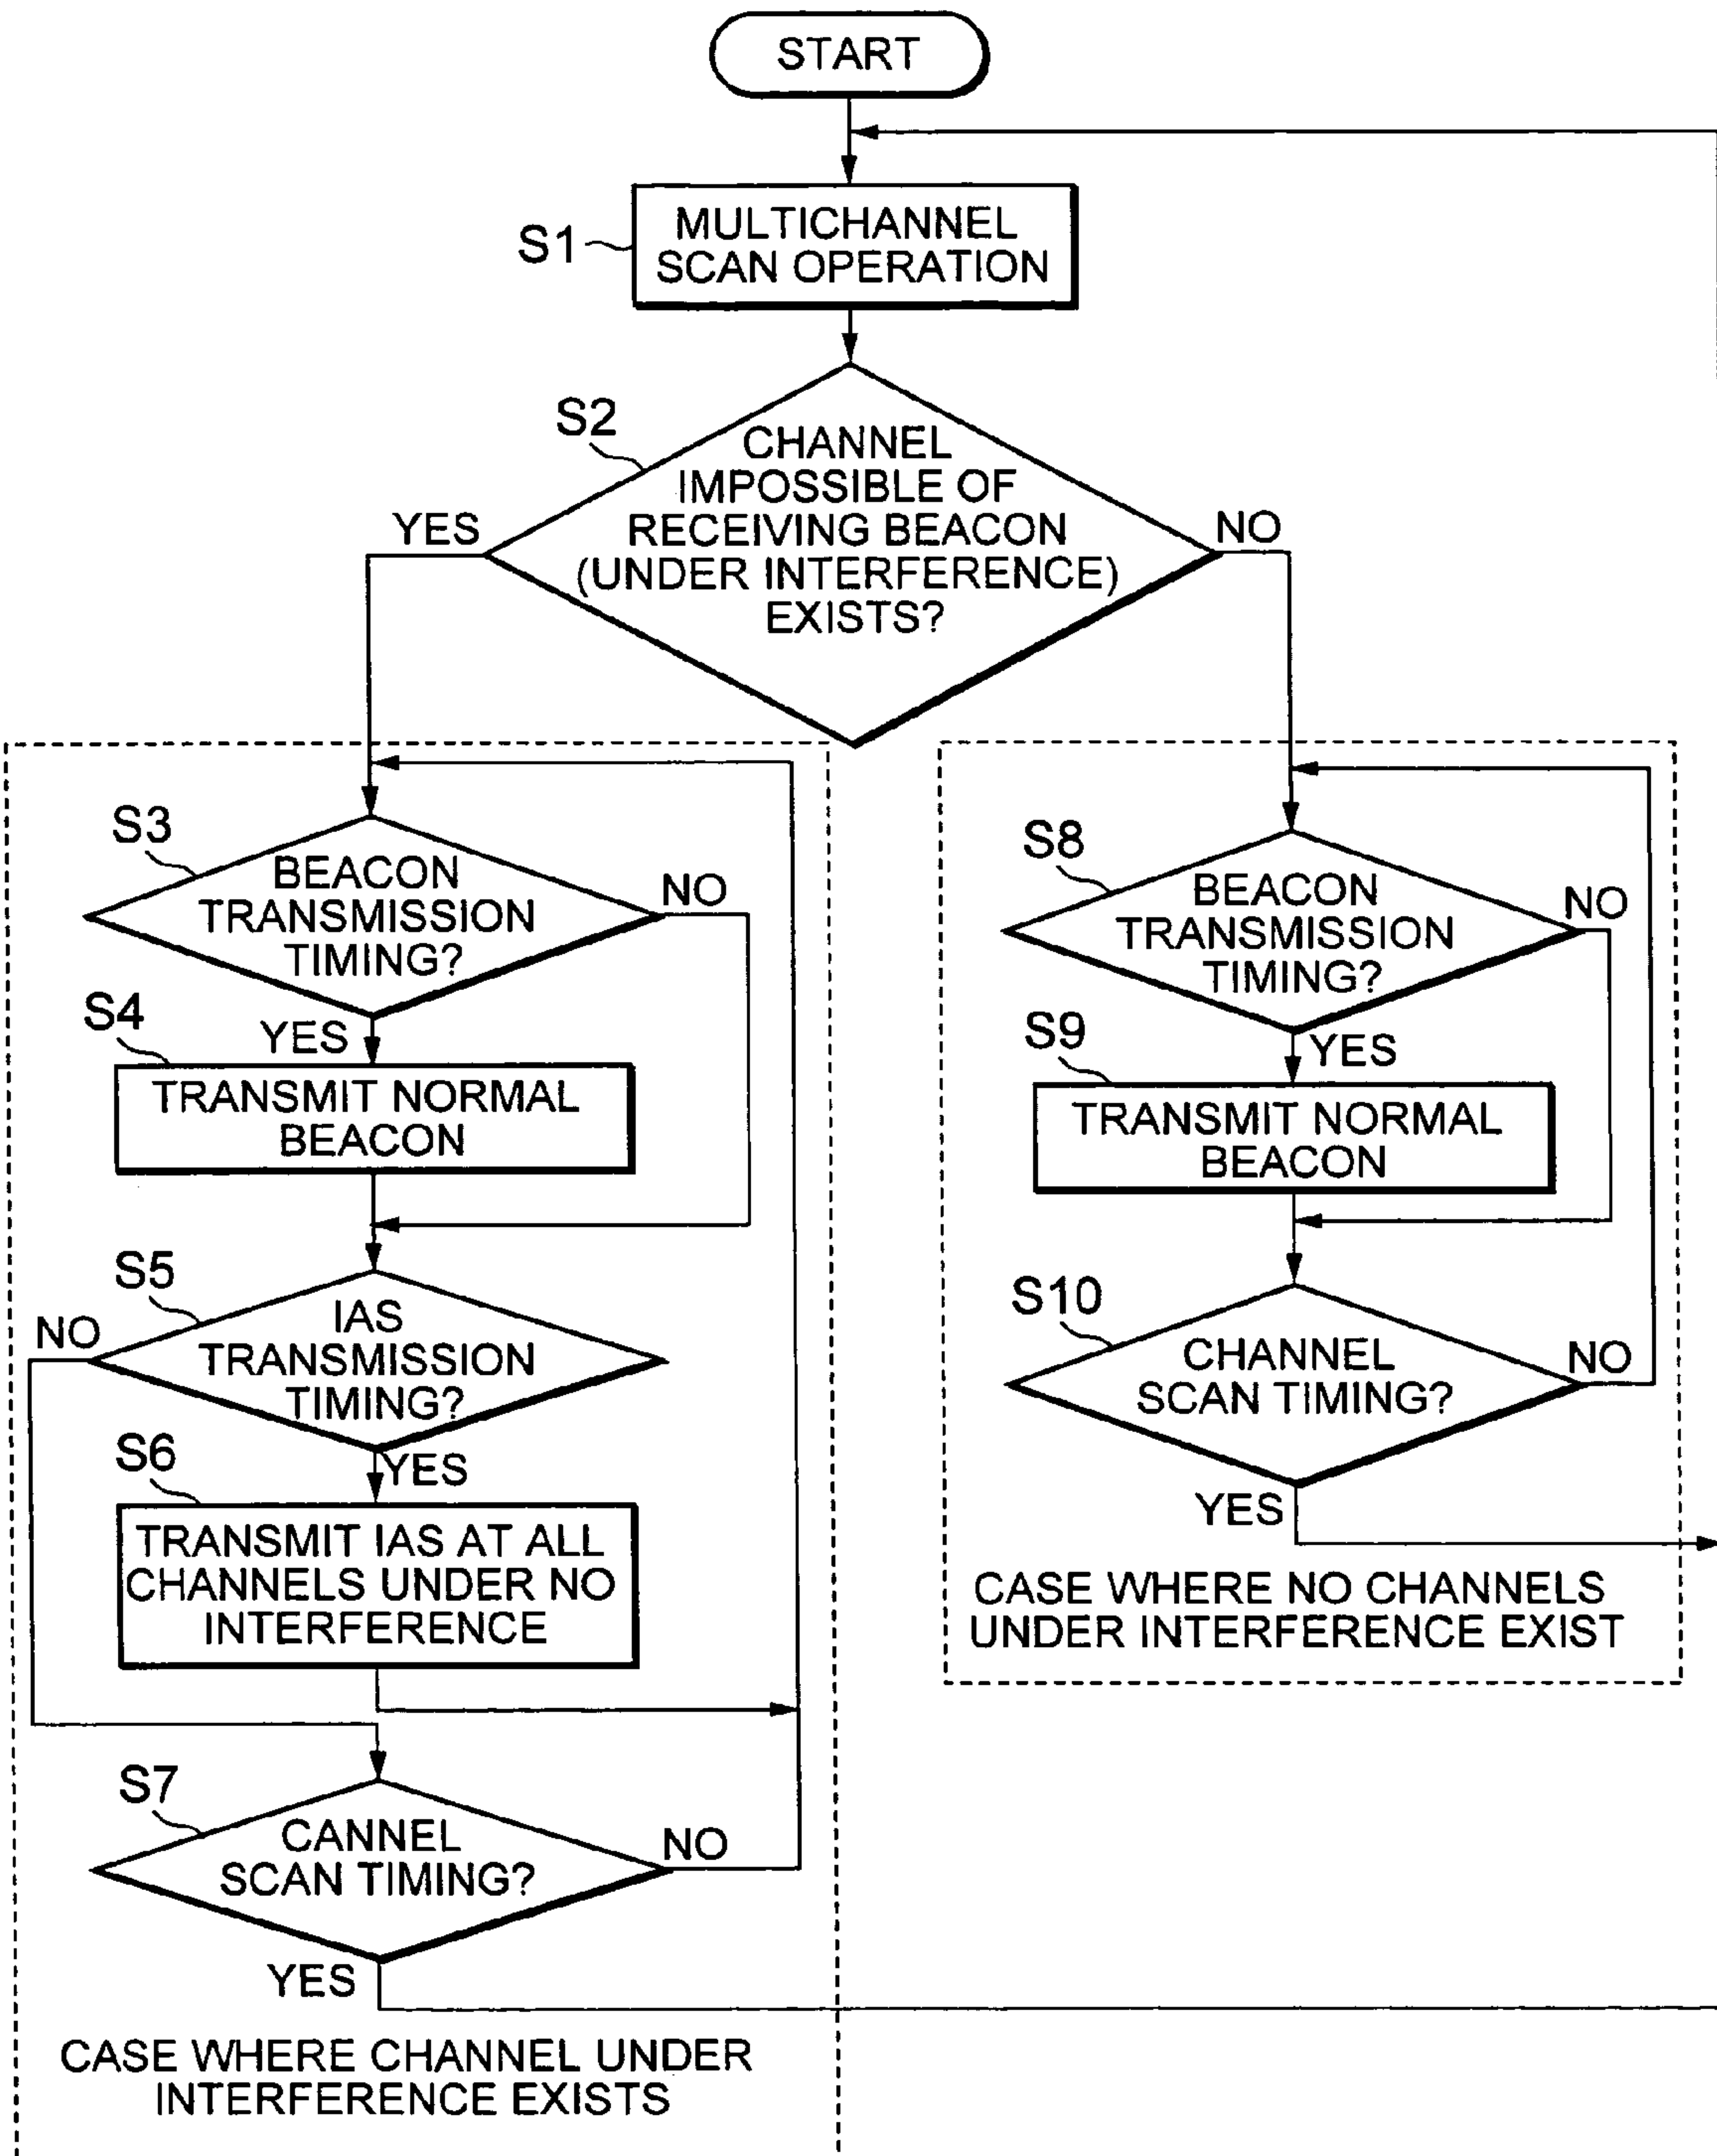 START
S1
MULTICHANNEL
SCAN OPERATION
S2
CHANNEL
IMPOSSIBLE OF
RECEIVING BEACON
(UNDER INTERFERENCE)
EXISTS?
YES
NO
S3
BEACON
TRANSMISSION
TIMING?
NO
YES
S4
TRANSMIT NORMAL
BEACON
S5
IAS
TRANSMISSION
TIMING?
NO
YES
S6
TRANSMIT IAS AT ALL
CHANNELS UNDER NO
INTERFERENCE
S7
CANNEL
SCAN TIMING?
NO
YES
CASE WHERE CHANNEL UNDER
INTERFERENCE EXISTS
S8
BEACON
TRANSMISSION
TIMING?
NO
YES
S9
TRANSMIT NORMAL
BEACON
S10
CHANNEL
SCAN TIMING?
NO
YES
CASE WHERE NO CHANNELS
UNDER INTERFERENCE EXIST